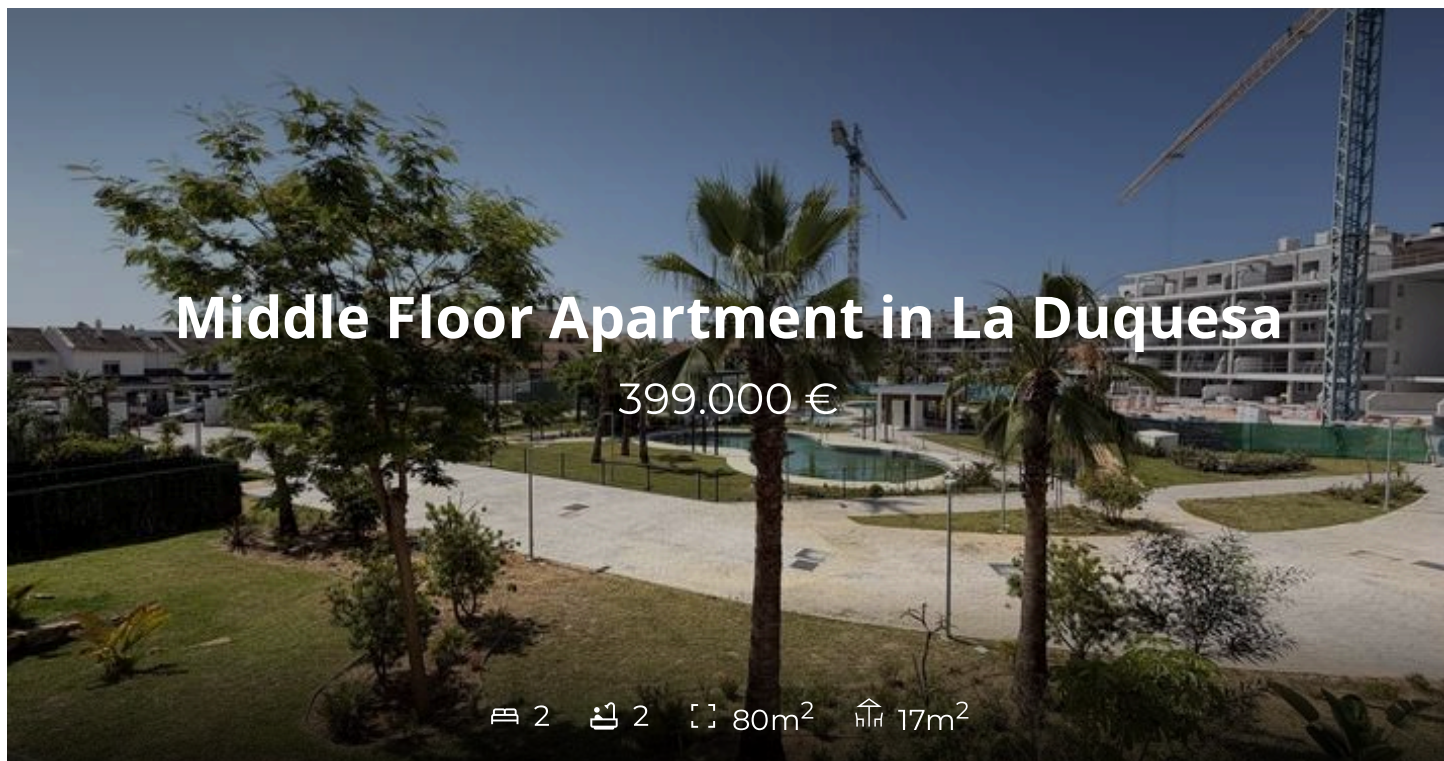 Middle Floor Apartment in La Duquesa
399.000 €
2 2 80m² 17m²